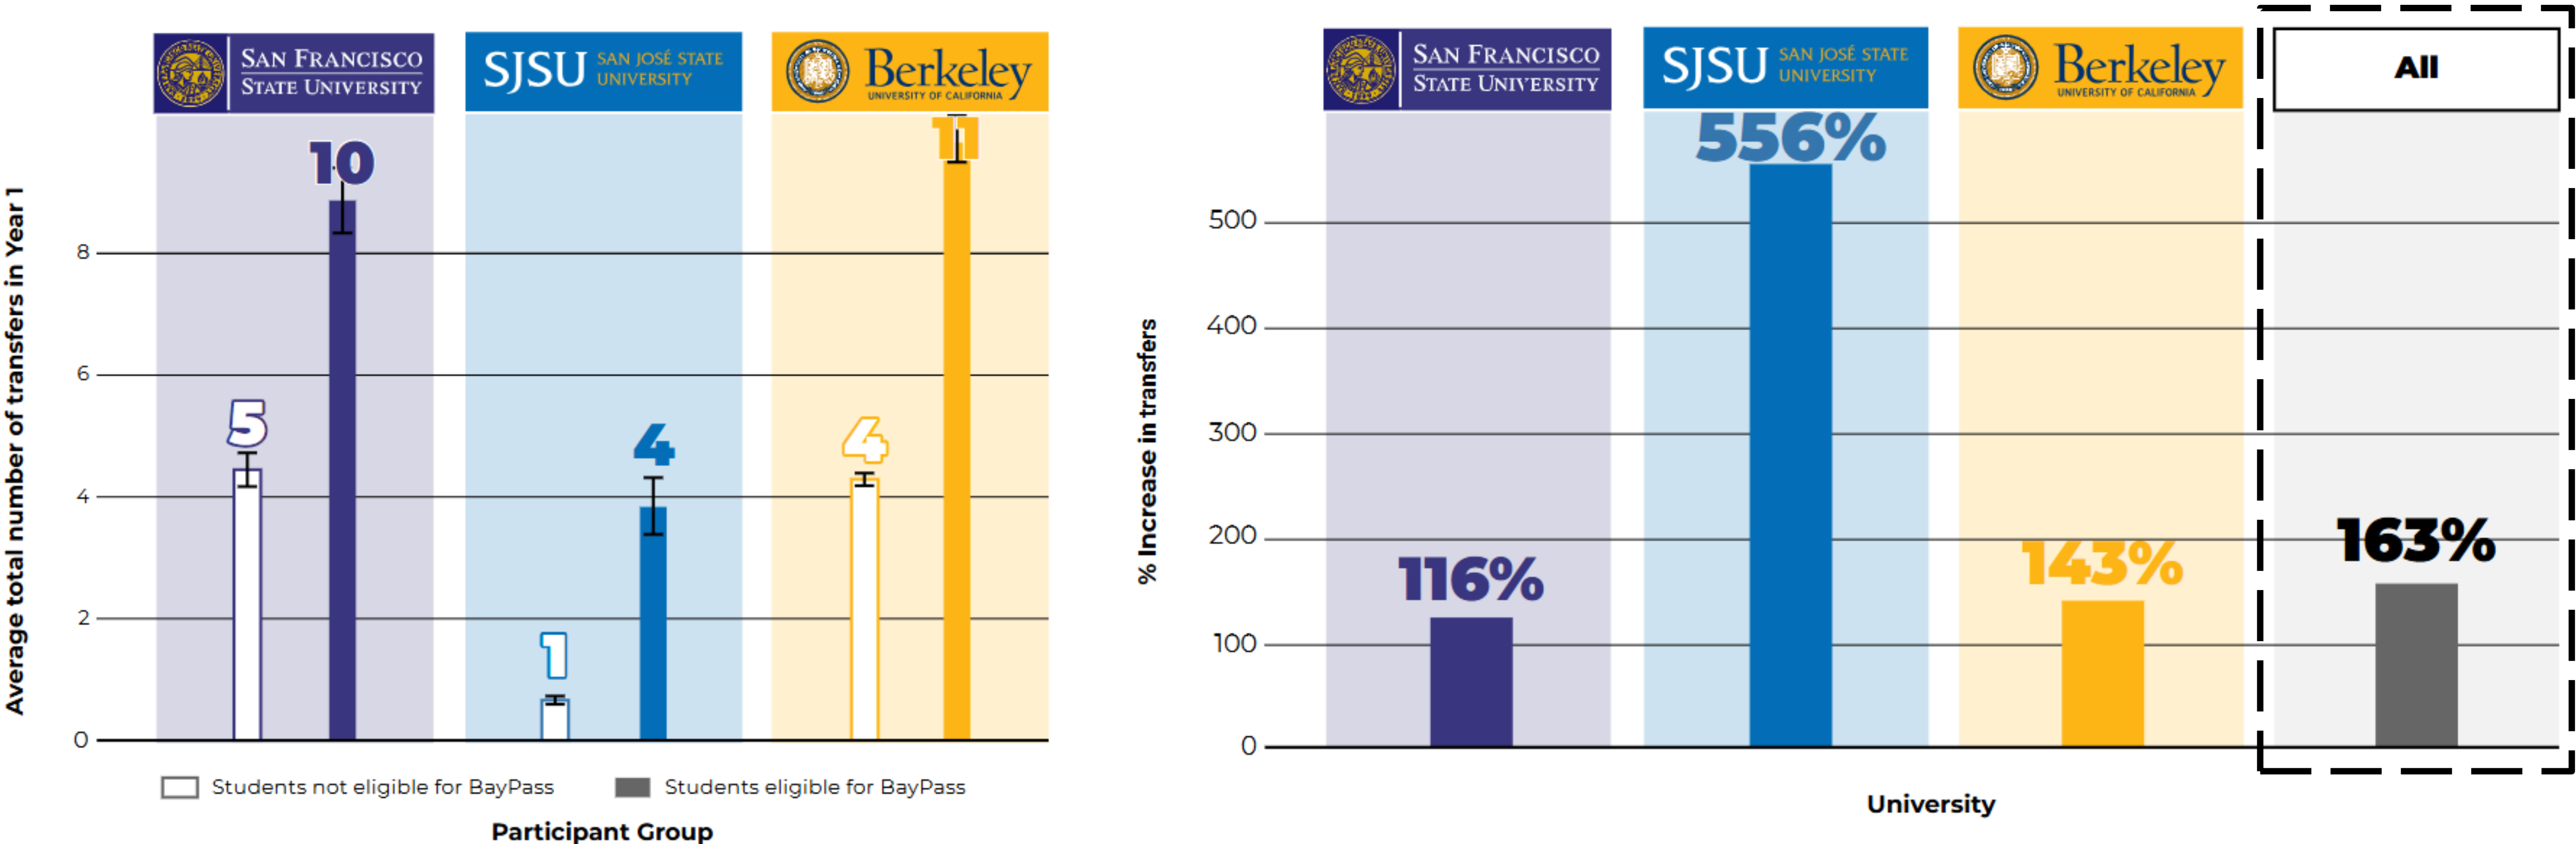 SAN FRANCISCO
STATE UNIVERSITY
SJSU SAN JOSÉ STATE
UNIVERSITY
Berkeley
UNIVERSITY OF CALIFORNIA
Average total number of transfers in Year 1
8
6
4
2
0
5
10
1
4
4
11
Students not eligible for BayPass
Students eligible for BayPass
Participant Group
SAN FRANCISCO
STATE UNIVERSITY
SJSU SAN JOSÉ STATE
UNIVERSITY
Berkeley
UNIVERSITY OF CALIFORNIA
All
% Increase in transfers
500
400
300
200
100
0
116%
556%
143%
163%
University